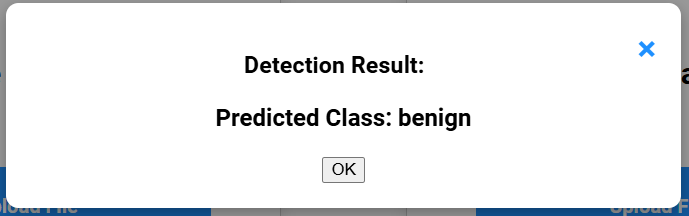 ×
Detection Result:
Predicted Class: benign
OK